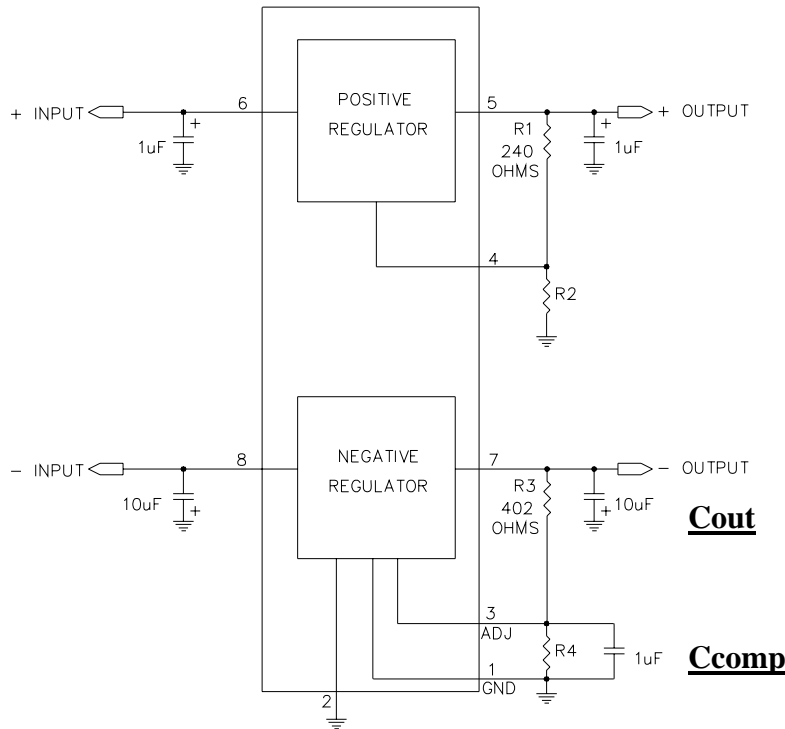 + INPUT
6
POSITIVE
REGULATOR
5
+ OUTPUT
+
1uF
R1
240
OHMS
+
1uF
4
R2
- INPUT
8
NEGATIVE
REGULATOR
7
- OUTPUT
10uF
+
R3
402
OHMS
10uF
+
Cout
3
ADJ
R4
1uF
Ccomp
1
GND
2